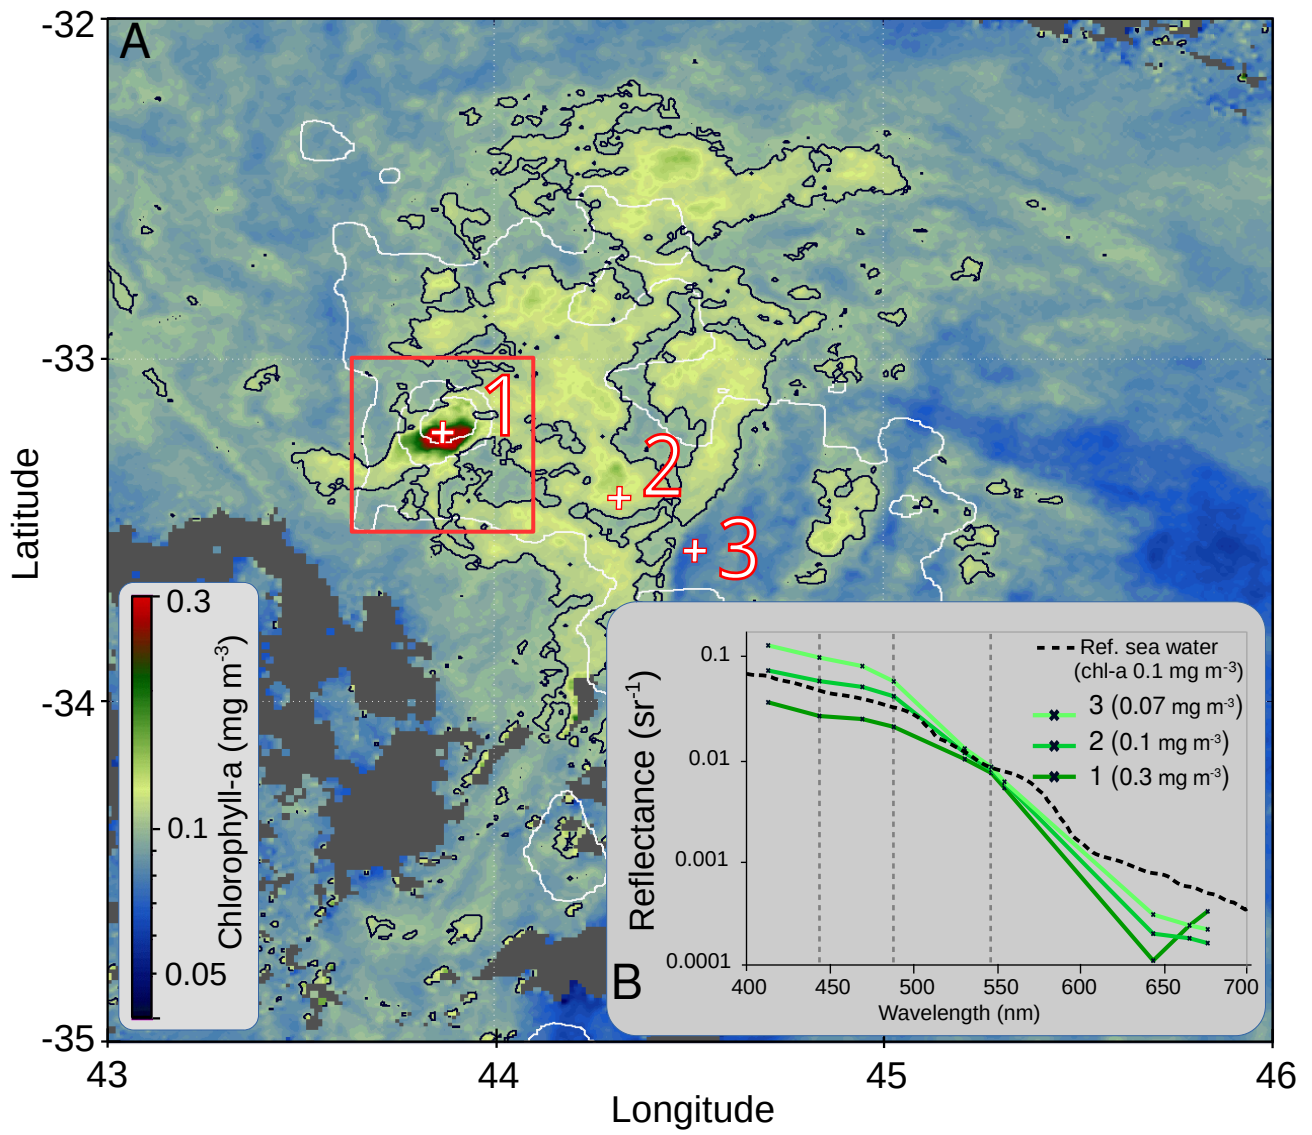 -32
A
-33
-34
-35
43
44
45
46
Latitude
Longitude
1
2
3
0.3
0.1
0.05
Chlorophyll-a (mg m-3)
Ref. sea water
(chl-a 0.1 mg m-3)
3 (0.07 mg m-3)
2 (0.1 mg m-3)
1 (0.3 mg m-3)
0.1
0.01
0.001
0.0001
Reflectance (sr-1)
400 450 500 550 600 650 700
Wavelength (nm)
B